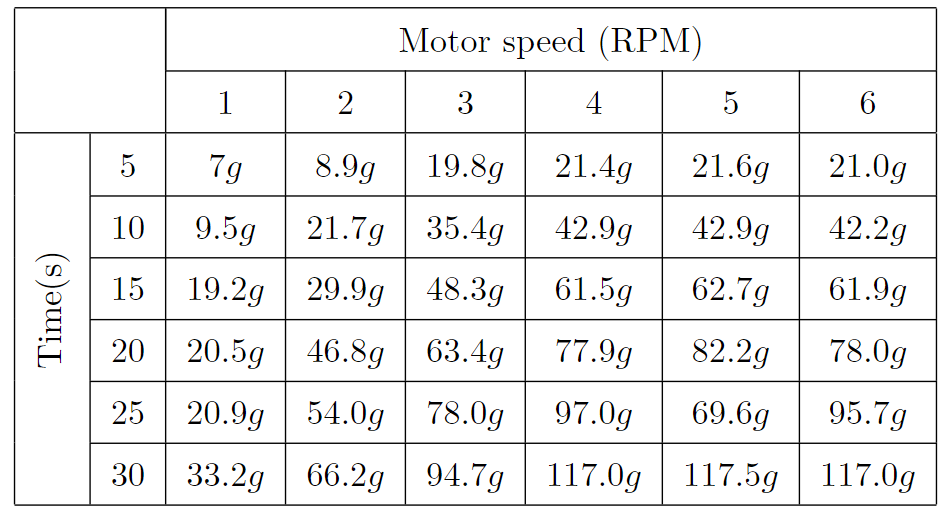 Motor speed (RPM)
1 2 3 4 5 6
Time(s)
5 7g 8.9g 19.8g 21.4g 21.6g 21.0g
10 9.5g 21.7g 35.4g 42.9g 42.9g 42.2g
15 19.2g 29.9g 48.3g 61.5g 62.7g 61.9g
20 20.5g 46.8g 63.4g 77.9g 82.2g 78.0g
25 20.9g 54.0g 78.0g 97.0g 69.6g 95.7g
30 33.2g 66.2g 94.7g 117.0g 117.5g 117.0g